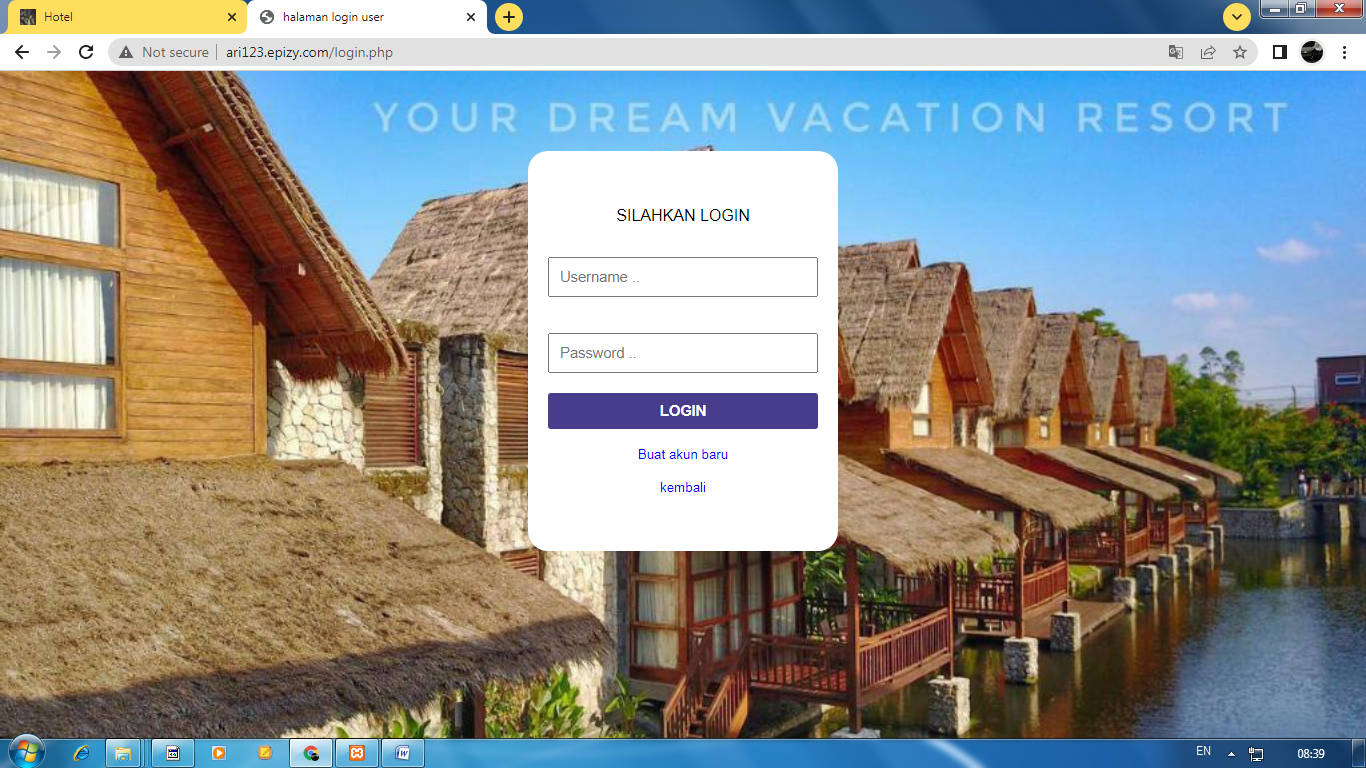 Hotel
halaman login user
Not secure
ari123.epizy.com/login.php
YOUR DREAM VACATION RESORT
SILAHKAN LOGIN
Username ..
Password ..
LOGIN
Buat akun baru
kembali
EN
08:39